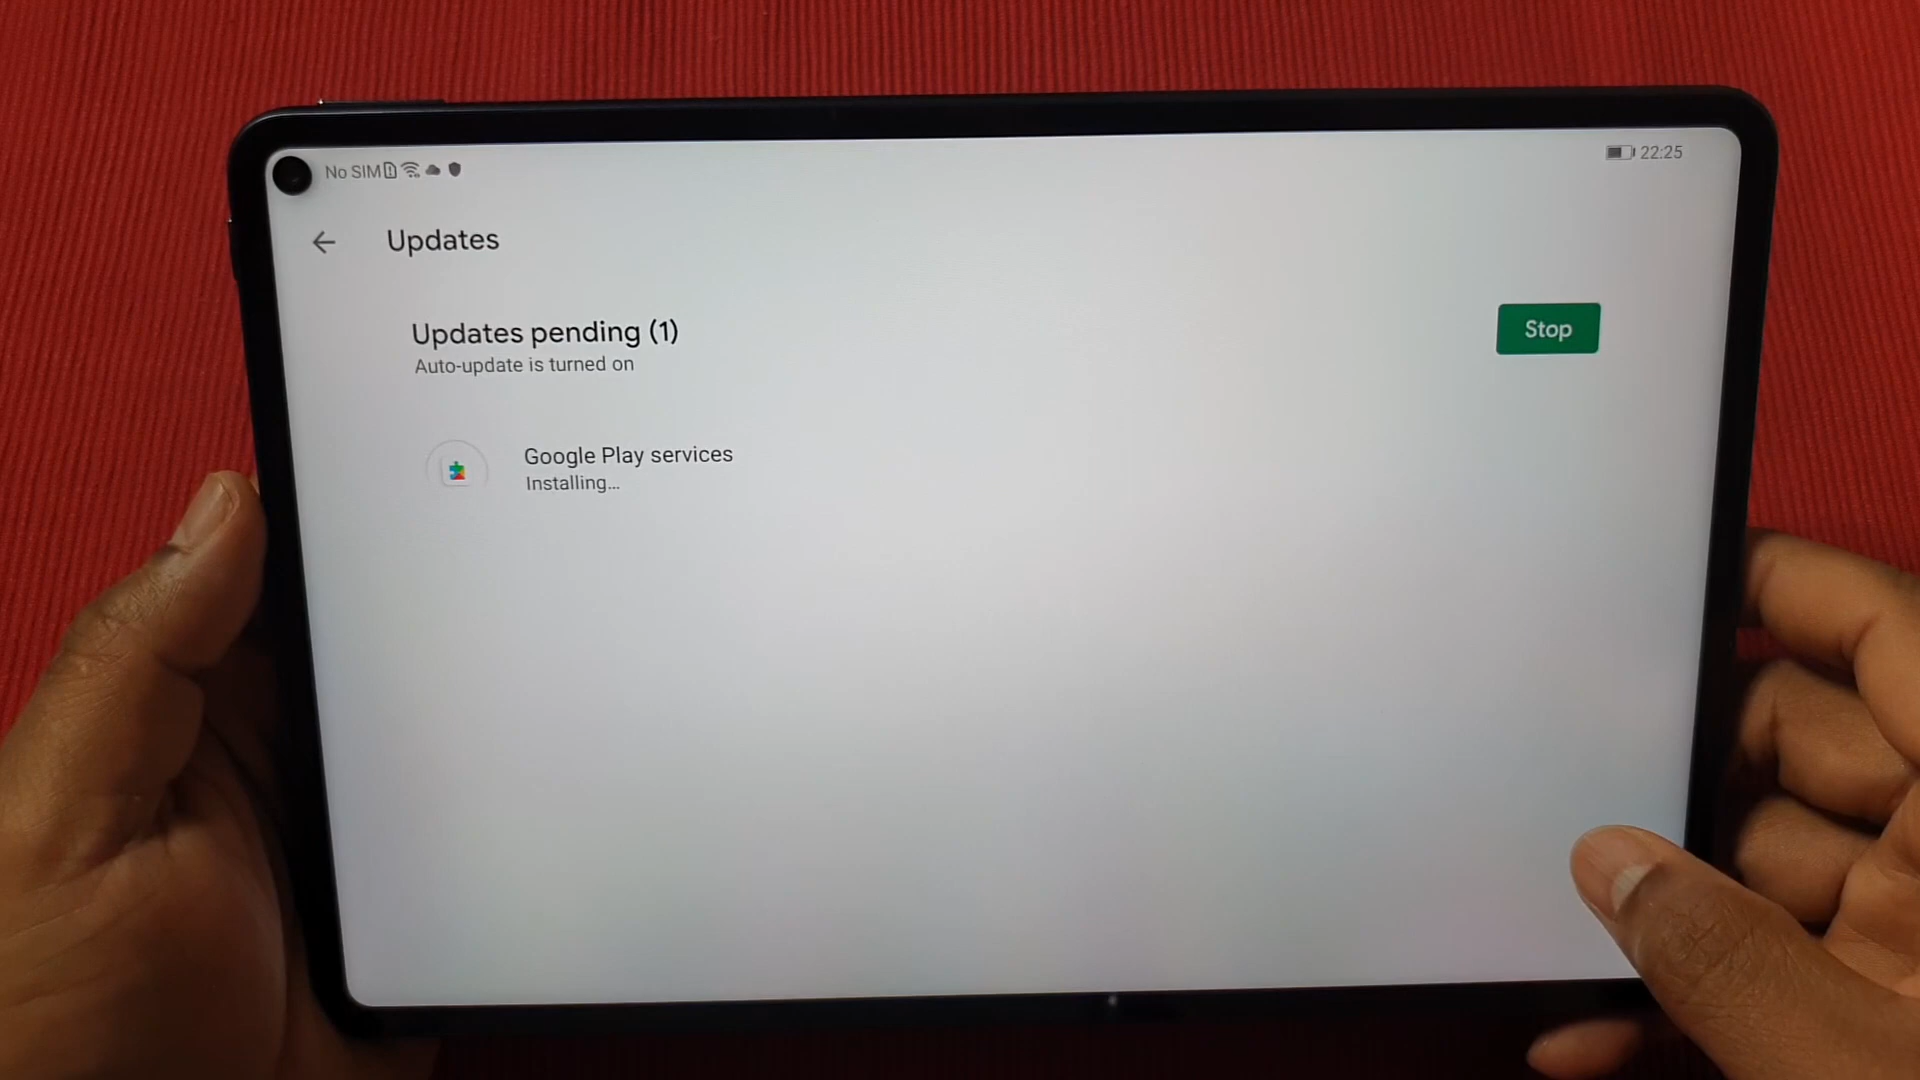 No SIM
22:25
Updates
Updates pending (1)
Stop
Auto-update is turned on
Google Play services
Installing...